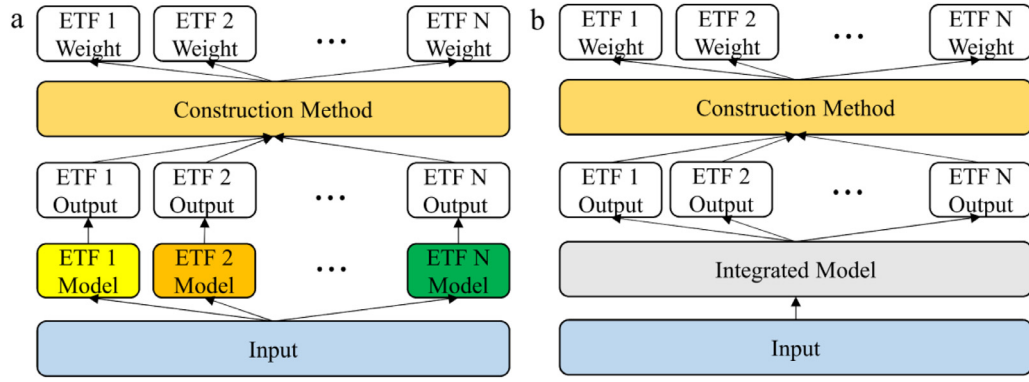 a
ETF 1
Weight
ETF 2
Weight
...
ETF N
Weight
Construction Method
ETF 1
Output
ETF 2
Output
...
ETF N
Output
ETF 1
Model
ETF 2
Model
...
ETF N
Model
Input
b
ETF 1
Weight
ETF 2
Weight
...
ETF N
Weight
Construction Method
ETF 1
Output
ETF 2
Output
...
ETF N
Output
Integrated Model
Input